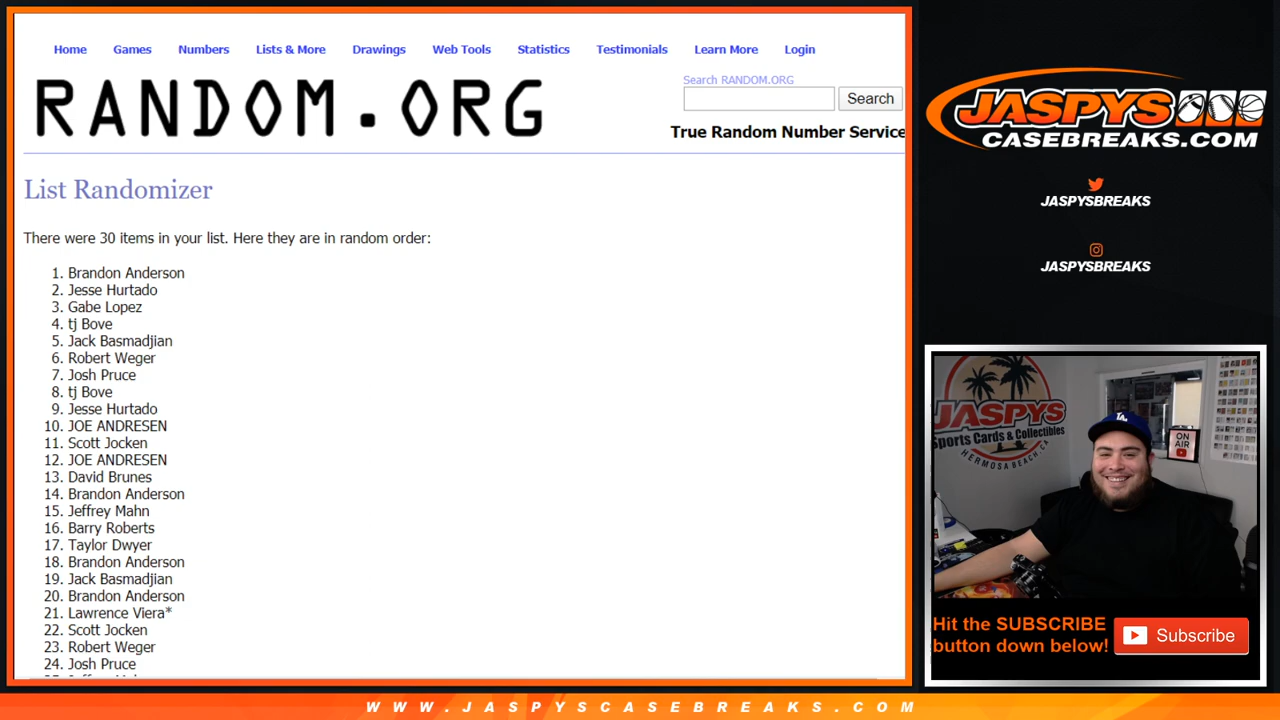 Home Games Numbers Lists & More Drawings Web Tools Statistics Testimonials Learn More Login
RANDOM.ORG
Search RANDOM.ORG
Search
True Random Number Service
List Randomizer
There were 30 items in your list. Here they are in random order:
1. Brandon Anderson
2. Jesse Hurtado
3. Gabe Lopez
4. tj Bove
5. Jack Basmadjian
6. Robert Weger
7. Josh Pruce
8. tj Bove
9. Jesse Hurtado
10. JOE ANDRESEN
11. Scott Jocken
12. JOE ANDRESEN
13. David Brunes
14. Brandon Anderson
15. Jeffrey Mahn
16. Barry Roberts
17. Taylor Dwyer
18. Brandon Anderson
19. Jack Basmadjian
20. Brandon Anderson
21. Lawrence Viera*
22. Scott Jocken
23. Robert Weger
24. Josh Pruce
JASPYS
CASEBREAKS.COM
JASPYSBREAKS
JASPYSBREAKS
JASPYS
Sports Cards & Collectibles
HERMOSA BEACH, CA
LA
ON
AIR
Hit the SUBSCRIBE
button down below!
Subscribe
WWW.JASPYSCASEBREAKS.COM